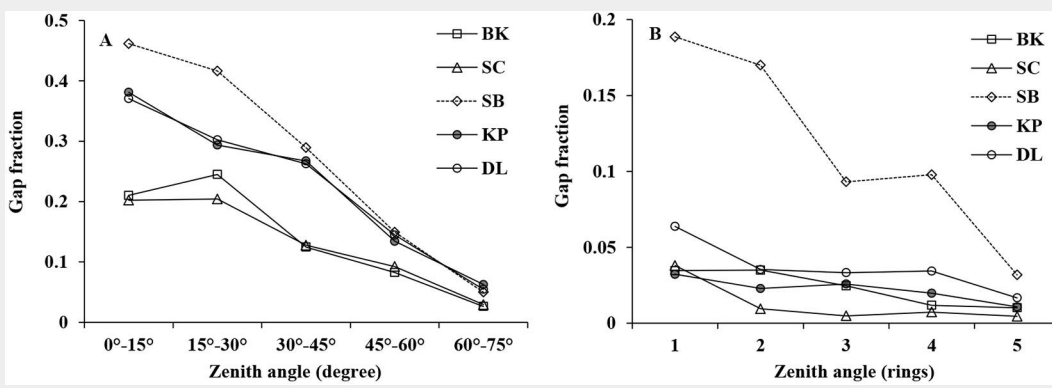 A
BK
SC
SB
KP
DL
0.5
0.4
0.3
0.2
0.1
0
Gap fraction
0°-15° 15°-30° 30°-45° 45°-60° 60°-75°
Zenith angle (degree)
B
BK
SC
SB
KP
DL
0.2
0.15
0.1
0.05
0
Gap fraction
1 2 3 4 5
Zenith angle (rings)